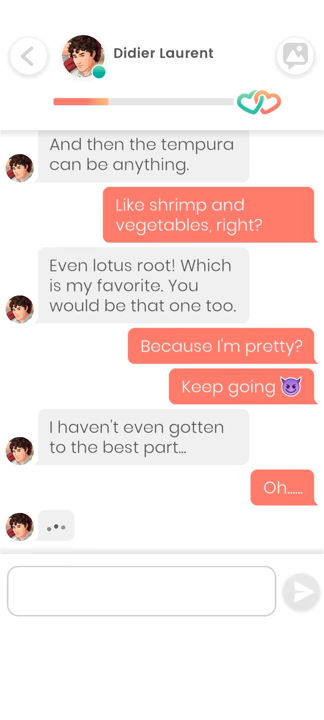 Didier Laurent
And then the tempura
can be anything.
Like shrimp and
vegetables, right?
Even lotus root! Which
is my favorite. You
would be that one too.
Because I'm pretty?
Keep going 😈
I haven't even gotten
to the best part...
Oh......